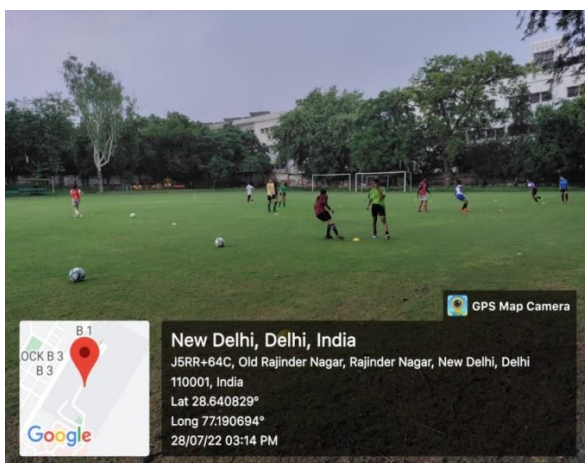 GPS Map Camera
B 1
OCK B 3
B 3
Google
New Delhi, Delhi, India
J5RR+64C, Old Rajinder Nagar, Rajinder Nagar, New Delhi, Delhi
110001, India
Lat 28.640829°
Long 77.190694°
28/07/22 03:14 PM